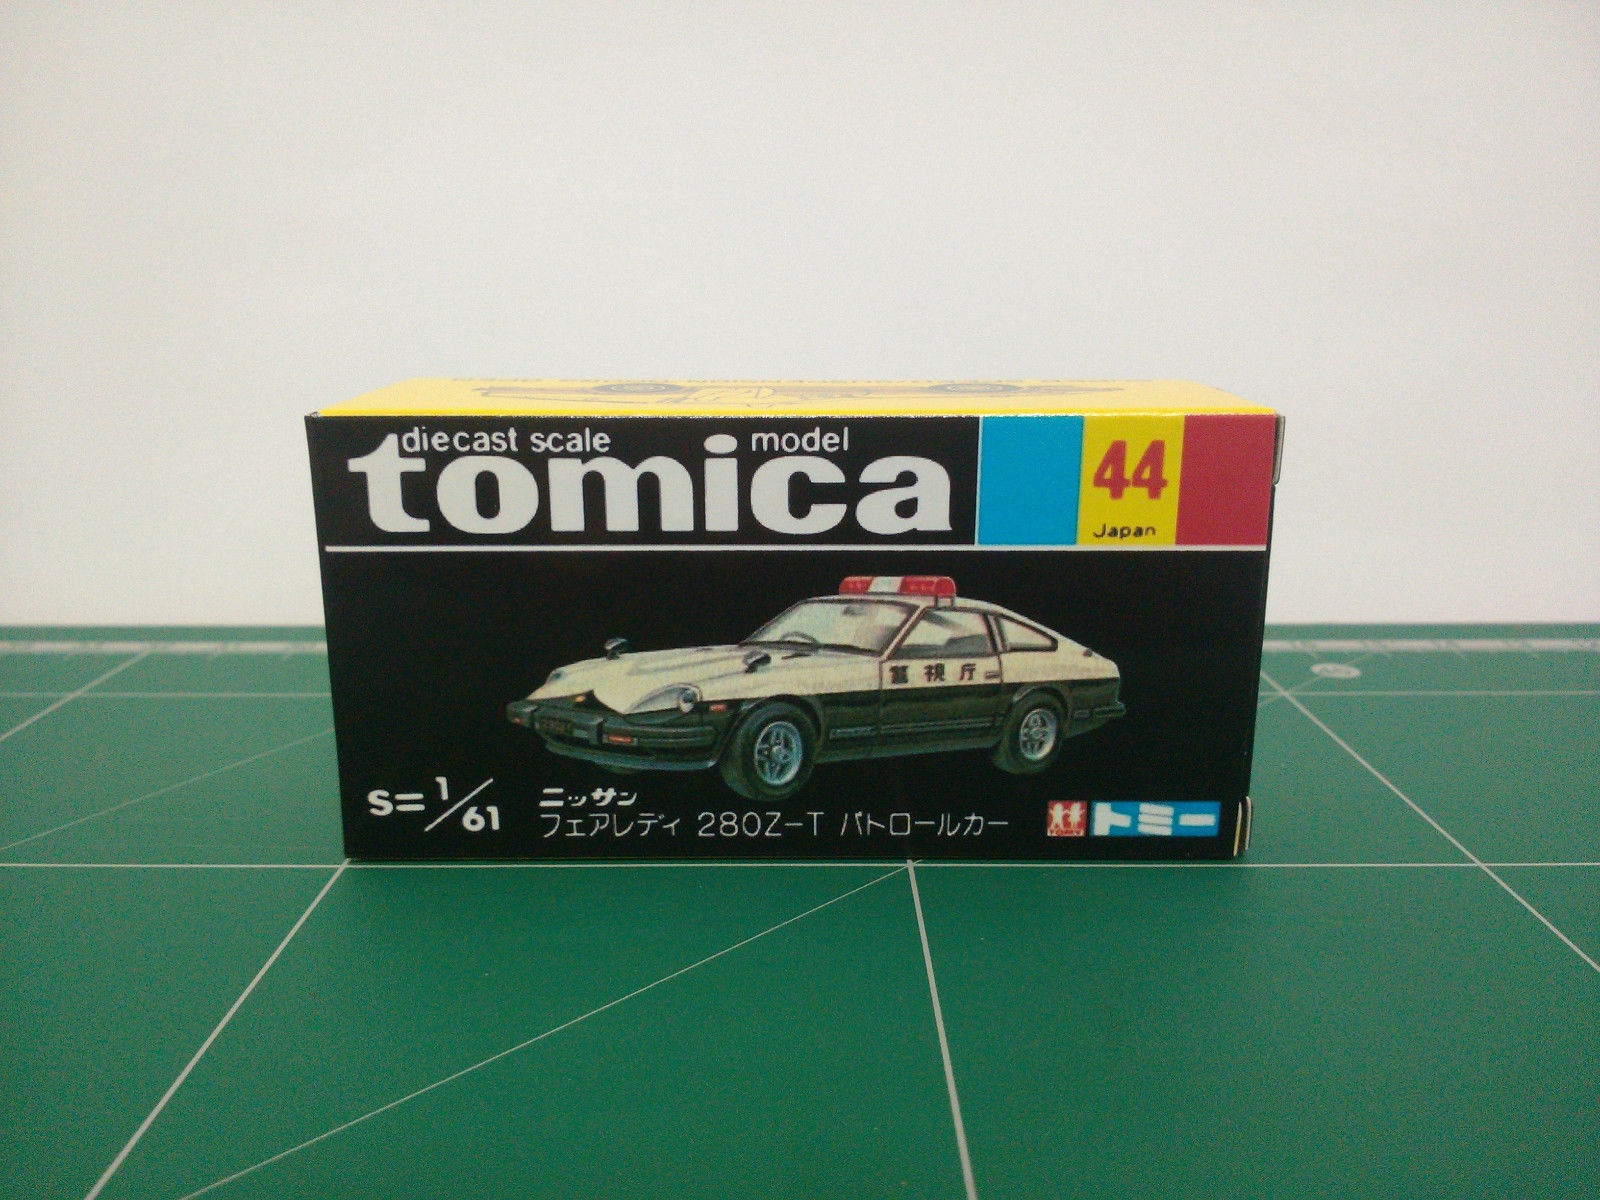 diecast scale model
tomica
44
Japan
警視庁
S=1/61
ニッサン
フェアレディ 280Z-T パトロールカー
TOMY トミー